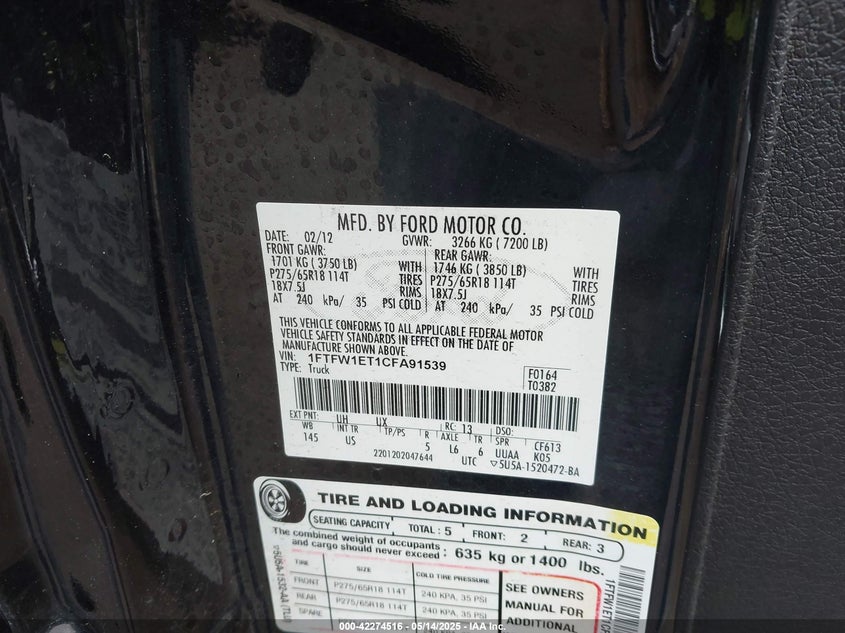 MFD. BY FORD MOTOR CO.
DATE: 02/12 GVWR: 3266 KG ( 7200 LB)
FRONT GAWR: REAR GAWR:
1701 KG ( 3750 LB) WITH 1746 KG ( 3850 LB) WITH
P275/65R18 114T TIRES P275/65R18 114T TIRES
18X7.5J RIMS 18X7.5J RIMS
AT 240 kPa/ 35 PSI COLD AT 240 kPa/ 35 PSI COLD
THIS VEHICLE CONFORMS TO ALL APPLICABLE FEDERAL MOTOR
VEHICLE SAFETY STANDARDS IN EFFECT ON THE DATE OF
MANUFACTURE SHOWN ABOVE.
VIN: 1FTFW1ET1CFA91539
TYPE: Truck
F0164
T0382
EXT PNT: UH UX RC: 13 DSO:
WB INT TR TP/PS R AXLE TR SPR CF613
145 US 5 L6 6 UUAA K05
2201202047644 UTC ▽5U5A-1520472-BA
TIRE AND LOADING INFORMATION
SEATING CAPACITY TOTAL: 5 FRONT: 2 REAR: 3
The combined weight of occupants
and cargo should never exceed : 635 kg or 1400 lbs.
TIRE SIZE COLD TIRE PRESSURE
FRONT P275/65R18 114T 240 KPA, 35 PSI
REAR P275/65R18 114T 240 KPA, 35 PSI
SPARE
SEE OWNERS
MANUAL FOR
ADDITIONAL
000-42274516 — 05/14/2025 — IAA Inc.